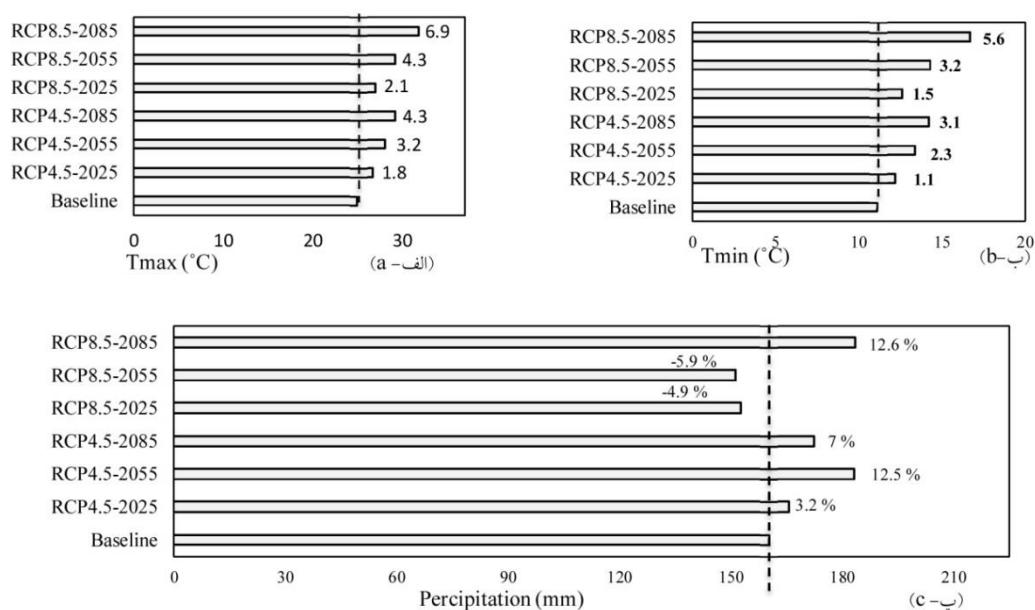 RCP8.5-2085 6.9
RCP8.5-2055 4.3
RCP8.5-2025 2.1
RCP4.5-2085 4.3
RCP4.5-2055 3.2
RCP4.5-2025 1.8
Baseline
0 10 20 30
Tmax (˚C) (الف - a)
RCP8.5-2085 5.6
RCP8.5-2055 3.2
RCP8.5-2025 1.5
RCP4.5-2085 3.1
RCP4.5-2055 2.3
RCP4.5-2025 1.1
Baseline
0 5 10 15 20
Tmin (˚C) (ب-b)
RCP8.5-2085 12.6 %
RCP8.5-2055 -5.9 %
RCP8.5-2025 -4.9 %
RCP4.5-2085 7 %
RCP4.5-2055 12.5 %
RCP4.5-2025 3.2 %
Baseline
0 30 60 90 120 150 180 210
Percipitation (mm) (پ- c)